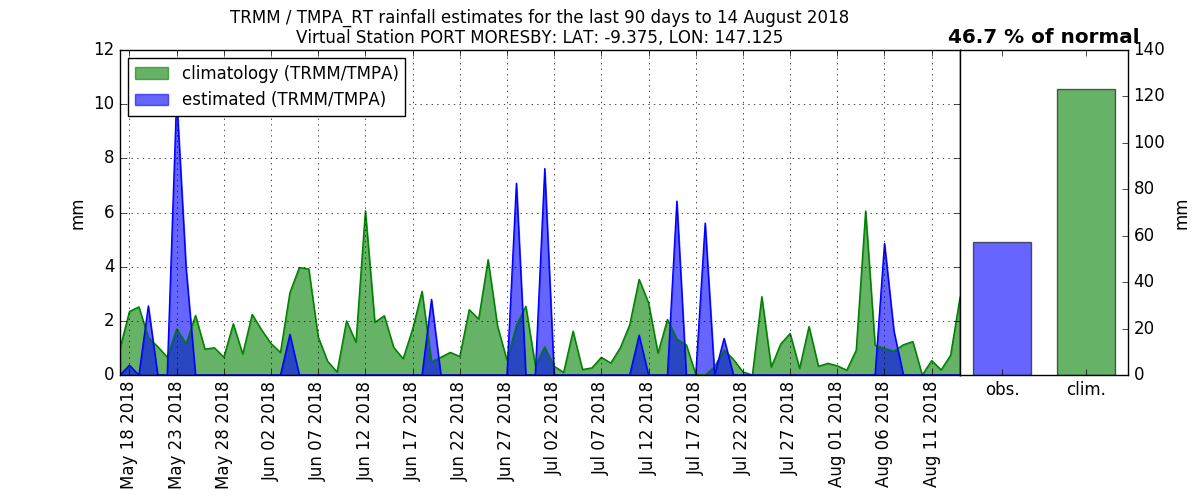 TRMM / TMPA_RT rainfall estimates for the last 90 days to 14 August 2018
Virtual Station PORT MORESBY: LAT: -9.375, LON: 147.125
46.7 % of normal
climatology (TRMM/TMPA)
estimated (TRMM/TMPA)
12
10
8
6
4
2
0
mm
May 18 2018
May 23 2018
May 28 2018
Jun 02 2018
Jun 07 2018
Jun 12 2018
Jun 17 2018
Jun 22 2018
Jun 27 2018
Jul 02 2018
Jul 07 2018
Jul 12 2018
Jul 17 2018
Jul 22 2018
Jul 27 2018
Aug 01 2018
Aug 06 2018
Aug 11 2018
obs.
clim.
140
120
100
80
60
40
20
0
mm